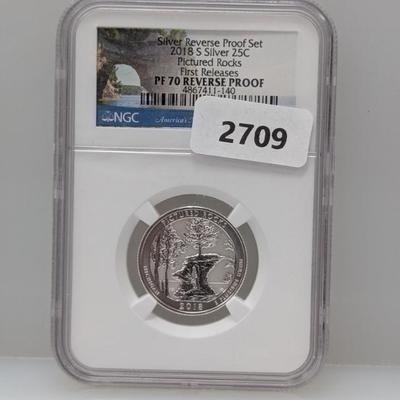 Silver Reverse Proof Set
2018 S Silver 25C
Pictured Rocks
First Releases
PF 70 REVERSE PROOF
4867411-140
NGC
America's
2709
PICTURED ROCKS
2018